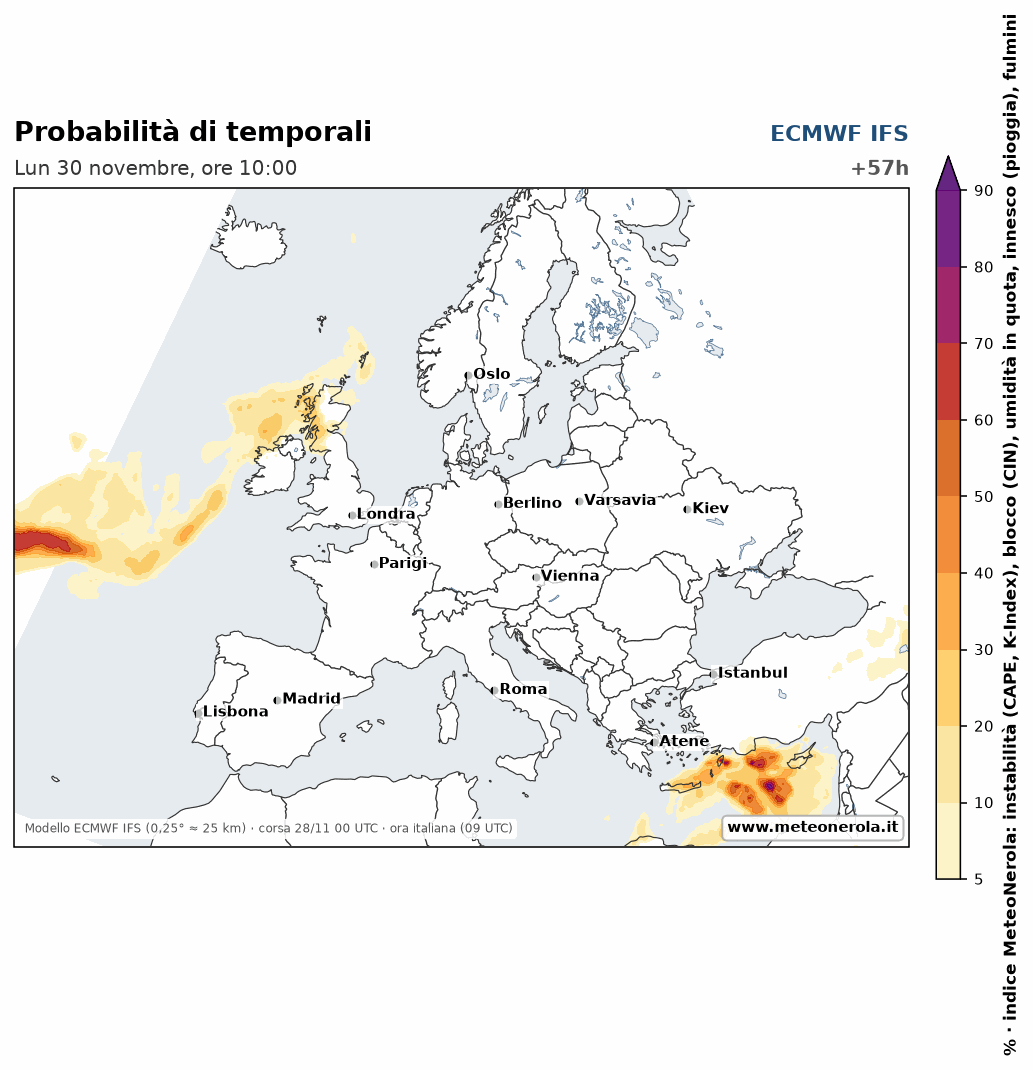 Probabilità di temporali
ECMWF IFS
Lun 30 novembre, ore 10:00
+57h
Oslo
Londra
Berlino
Varsavia
Kiev
Parigi
Vienna
Istanbul
Roma
Madrid
Lisbona
Atene
Modello ECMWF IFS (0,25° ≈ 25 km) · corsa 28/11 00 UTC · ora italiana (09 UTC)
www.meteonerola.it
90
80
70
60
50
40
30
20
10
5
% · indice MeteoNerola: instabilità (CAPE, K-Index), blocco (CIN), umidità in quota, innesco (pioggia), fulmini